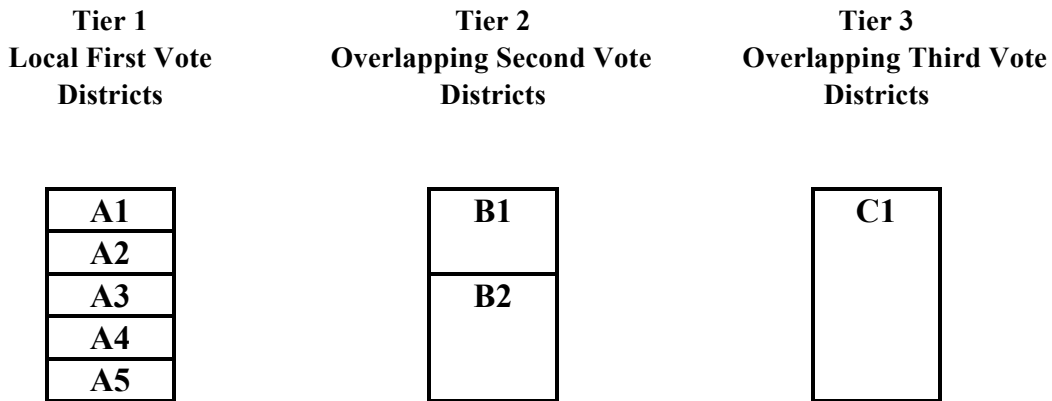 Tier 1
Local First Vote
Districts
Tier 2
Overlapping Second Vote
Districts
Tier 3
Overlapping Third Vote
Districts
A1
A2
A3
A4
A5
B1
B2
C1